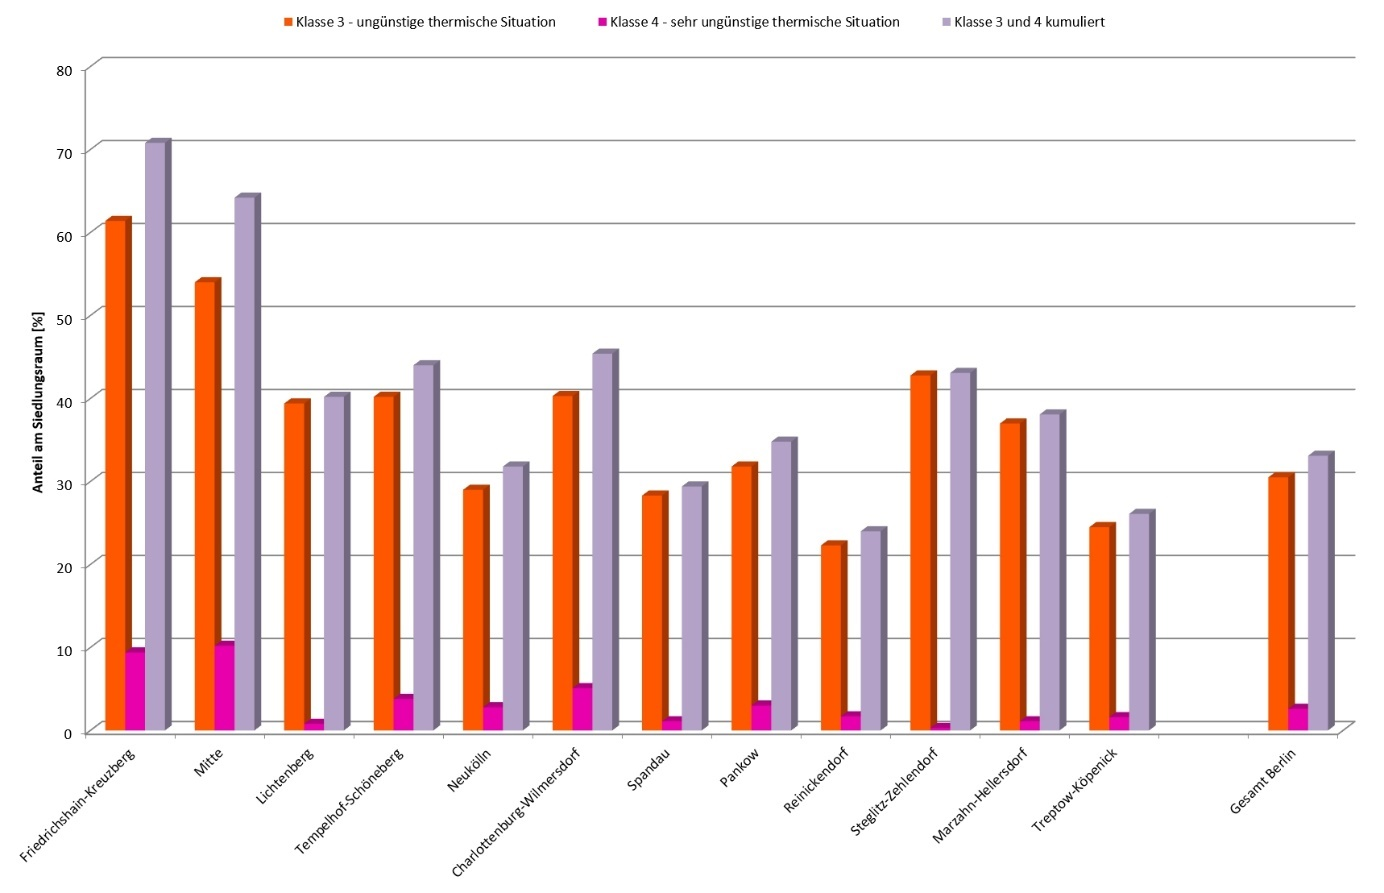 Klasse 3 - ungünstige thermische Situation
Klasse 4 - sehr ungünstige thermische Situation
Klasse 3 und 4 kumuliert
Anteil am Siedlungsraum [%]
80
70
60
50
40
30
20
10
0
Friedrichshain-Kreuzberg
Mitte
Lichtenberg
Tempelhof-Schöneberg
Neukölln
Charlottenburg-Wilmersdorf
Spandau
Pankow
Reinickendorf
Steglitz-Zehlendorf
Marzahn-Hellersdorf
Treptow-Köpenick
Gesamt Berlin